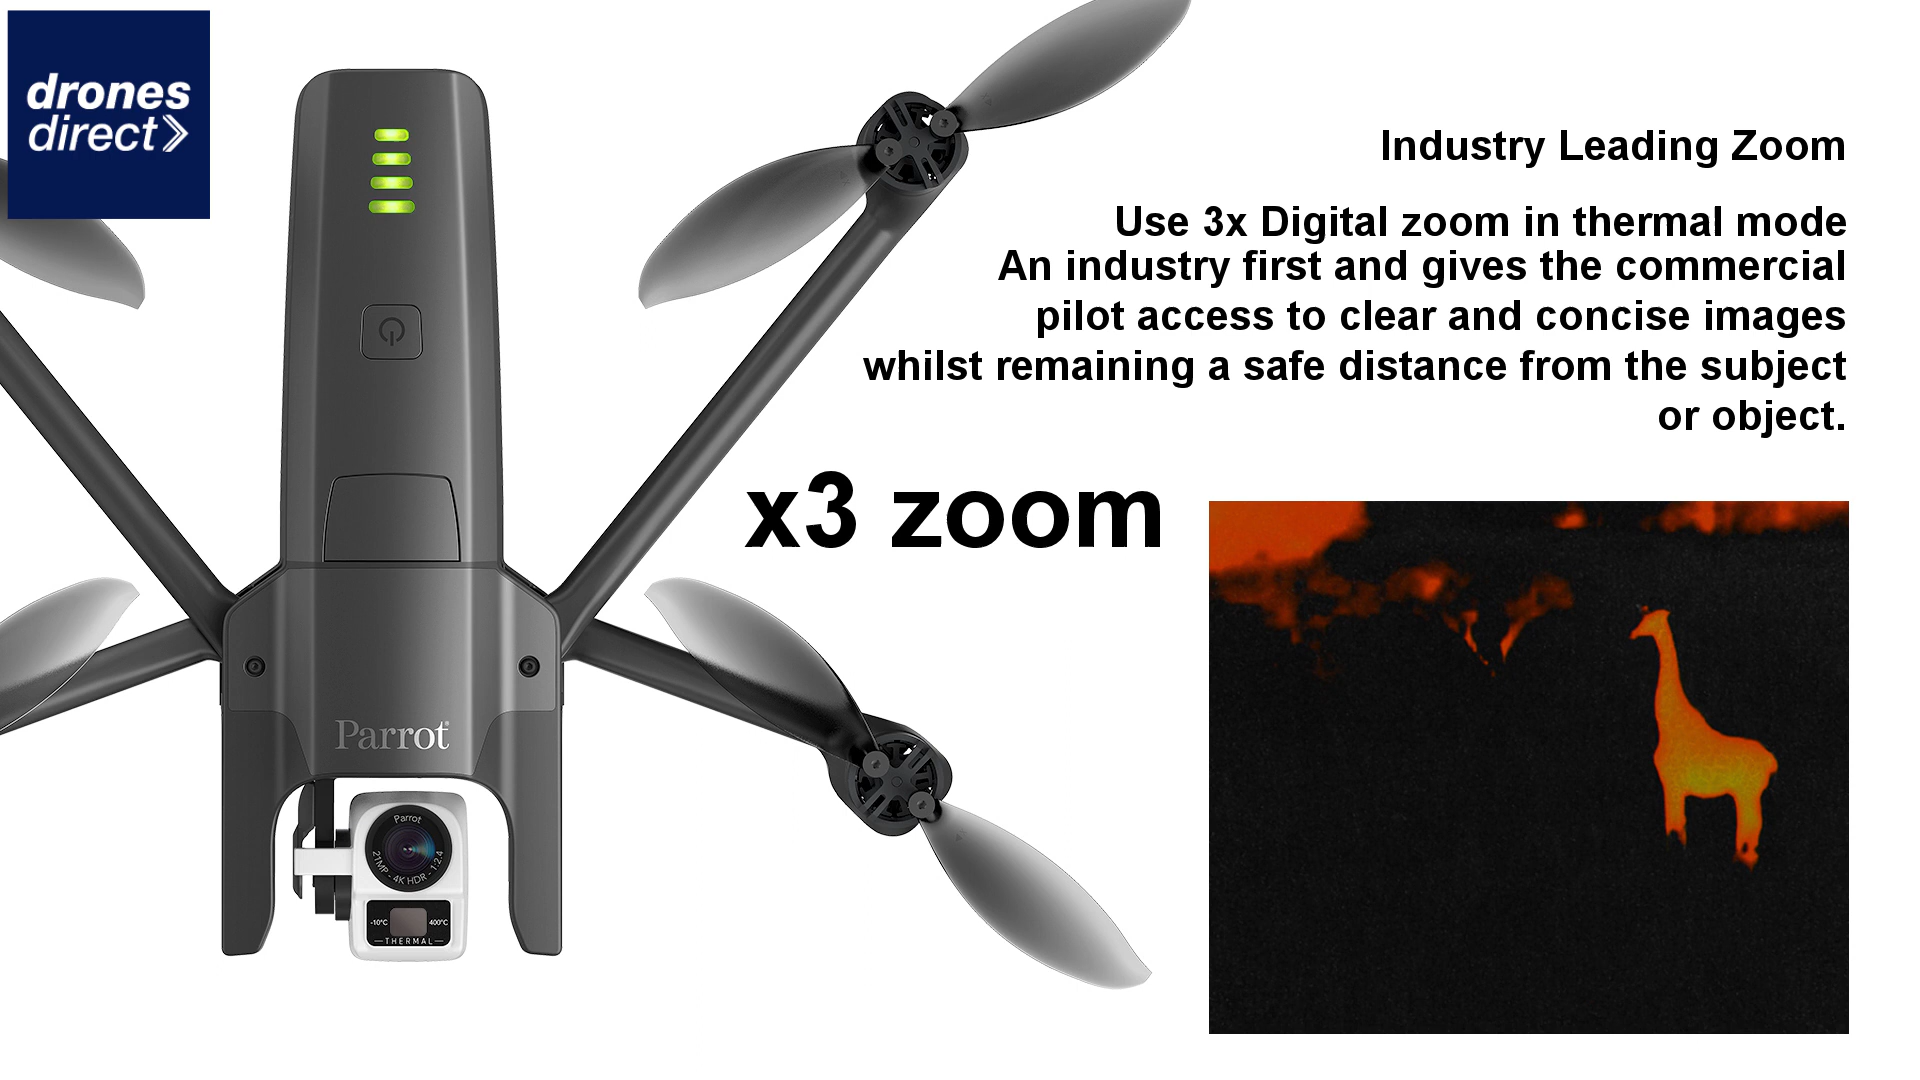 drones
direct
Industry Leading Zoom
Use 3x Digital zoom in thermal mode
An industry first and gives the commercial
pilot access to clear and concise images
whilst remaining a safe distance from the subject
or object.
x3 zoom
Parrot
Parrot
21MP - 4K HDR - 1:2.4
-10°C 400°C
THERMAL